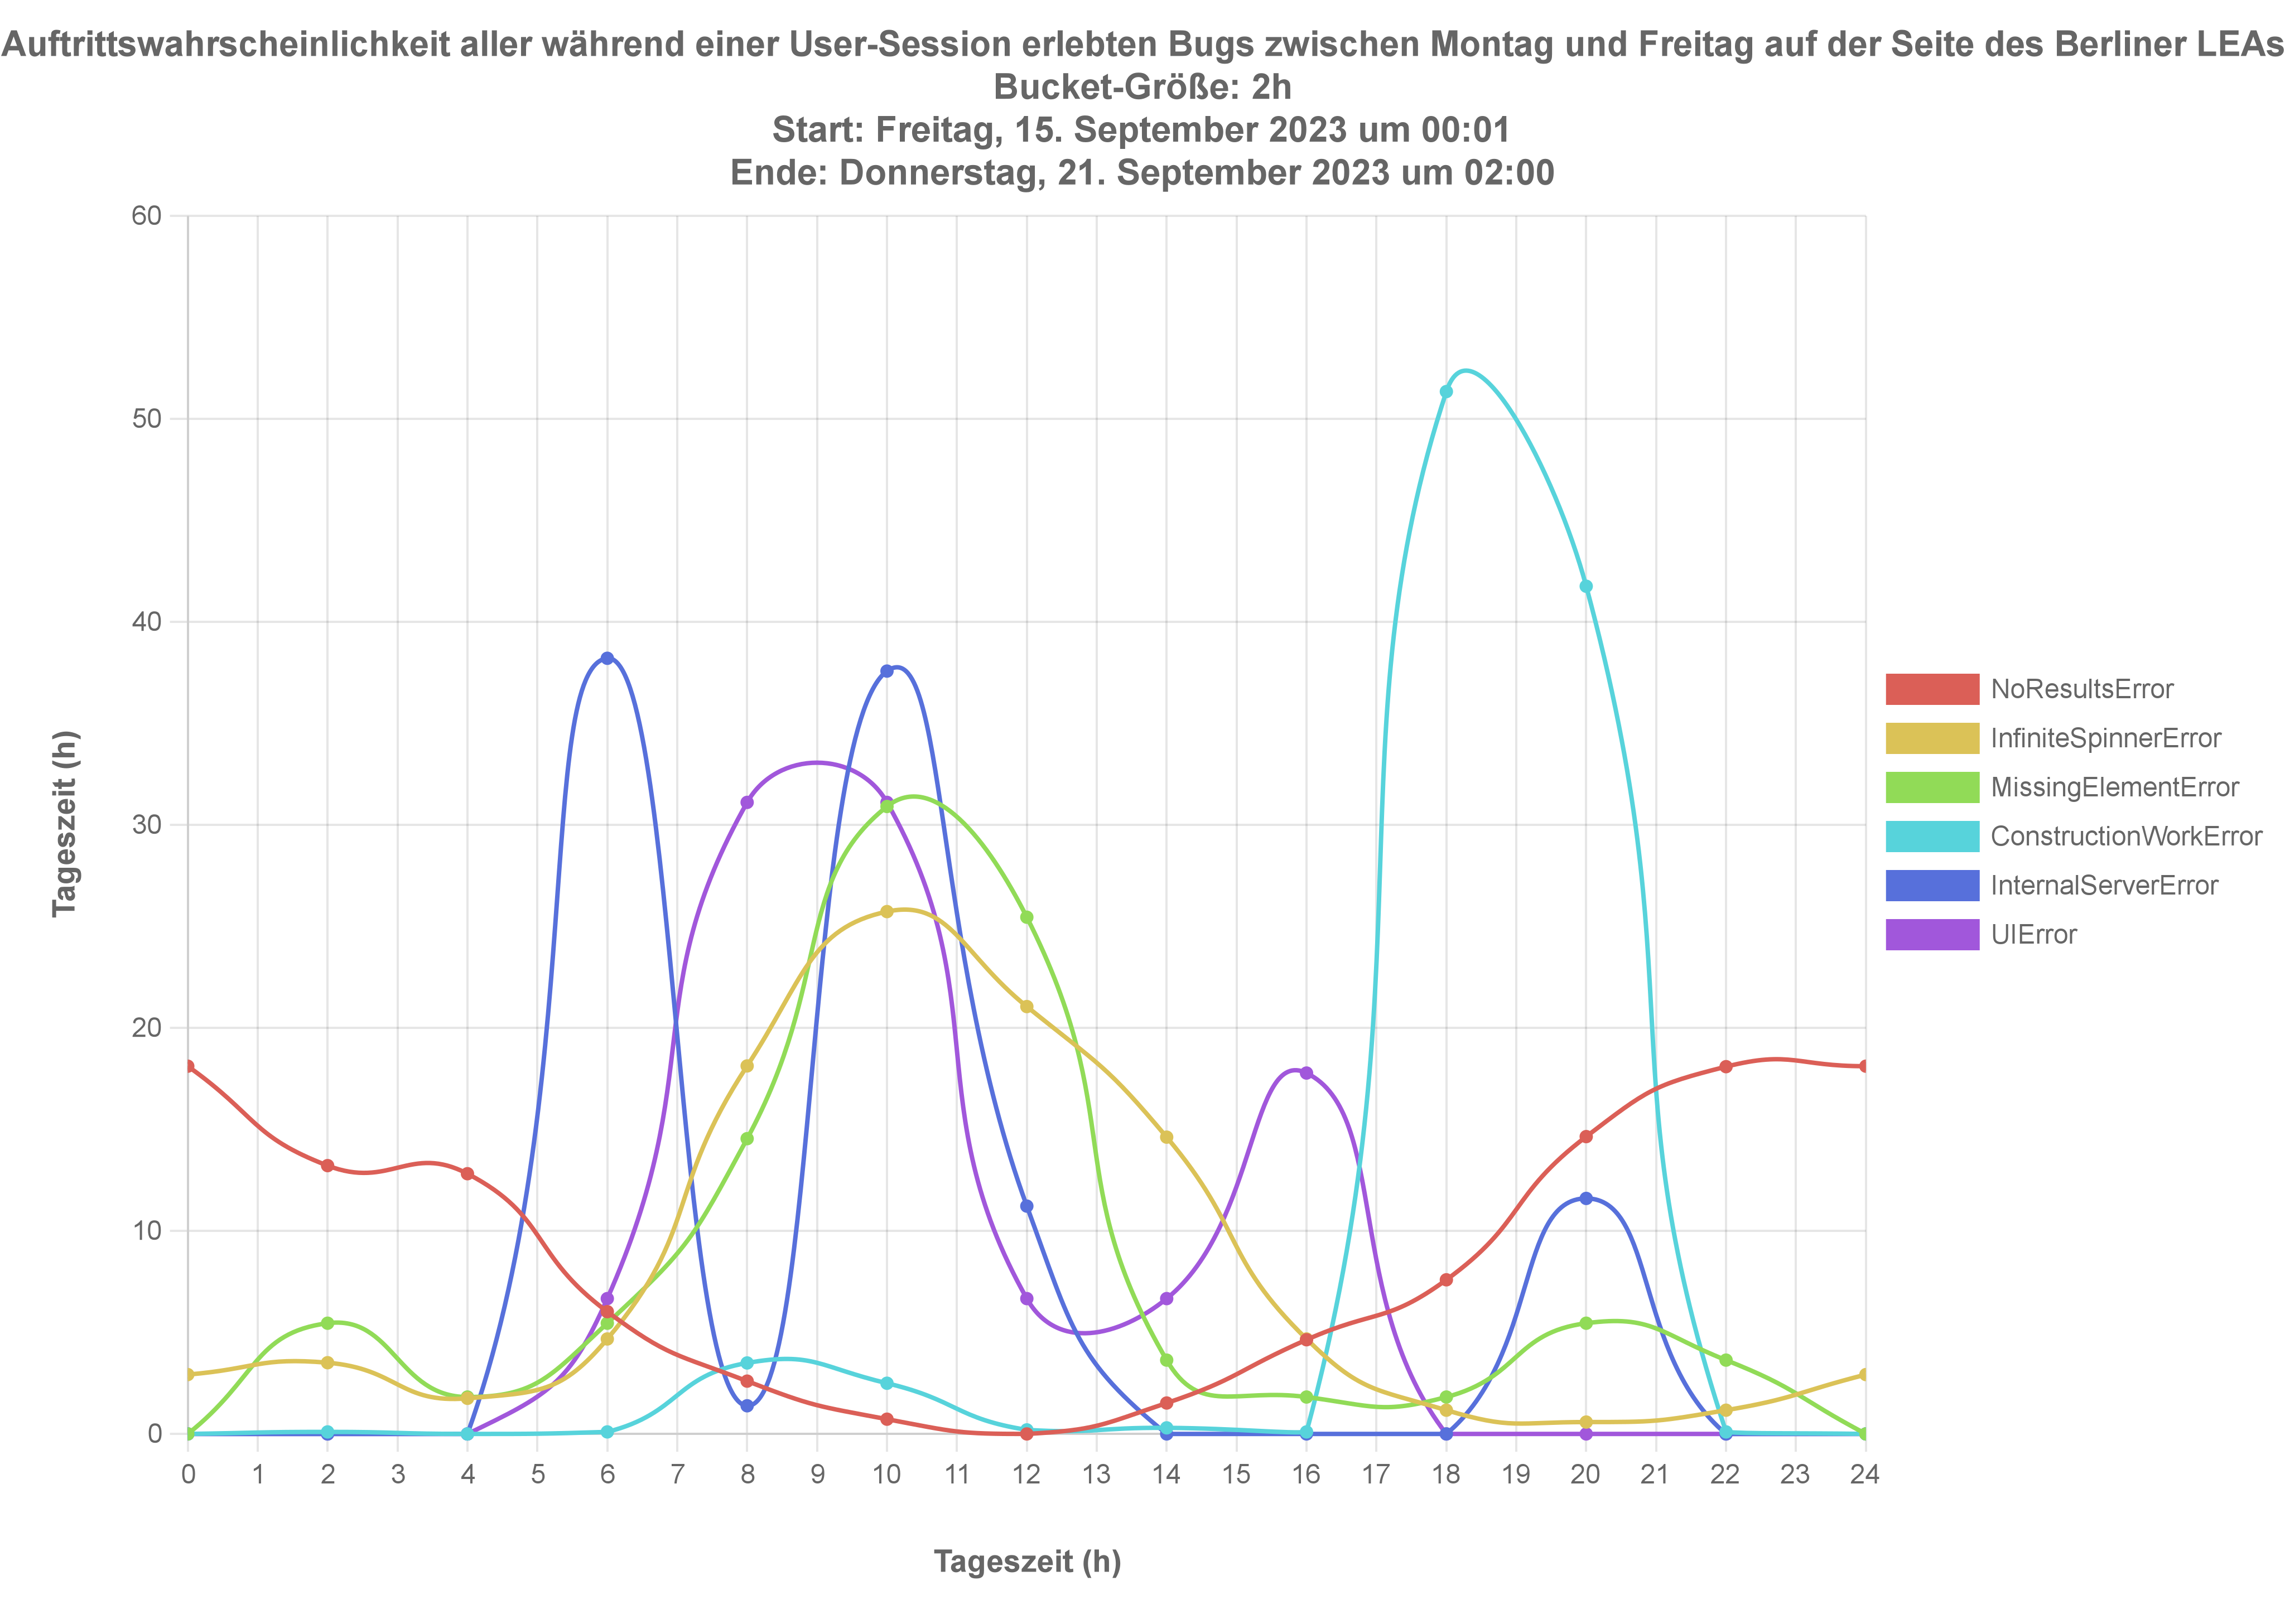 Auftrittswahrscheinlichkeit aller während einer User-Session erlebten Bugs zwischen Montag und Freitag auf der Seite des Berliner LEAs
Bucket-Größe: 2h
Start: Freitag, 15. September 2023 um 00:01
Ende: Donnerstag, 21. September 2023 um 02:00
60
50
40
30
20
10
0
Tageszeit (h)
0 1 2 3 4 5 6 7 8 9 10 11 12 13 14 15 16 17 18 19 20 21 22 23 24
Tageszeit (h)
NoResultsError
InfiniteSpinnerError
MissingElementError
ConstructionWorkError
InternalServerError
UIError